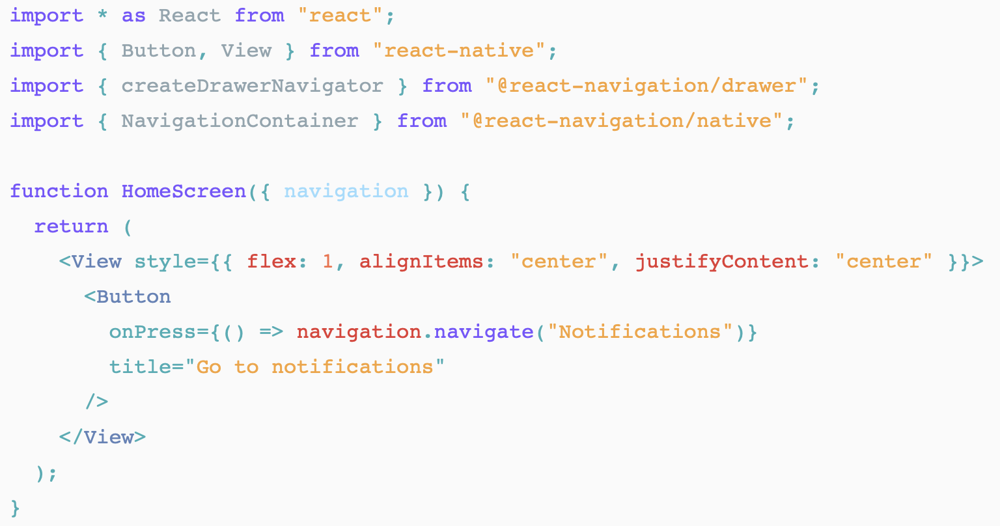 import * as React from "react";
import { Button, View } from "react-native";
import { createDrawerNavigator } from "@react-navigation/drawer";
import { NavigationContainer } from "@react-navigation/native";

function HomeScreen({ navigation }) {
  return (
    <View style={{ flex: 1, alignItems: "center", justifyContent: "center" }}>
      <Button
        onPress={() => navigation.navigate("Notifications")}
        title="Go to notifications"
      />
    </View>
  );
}